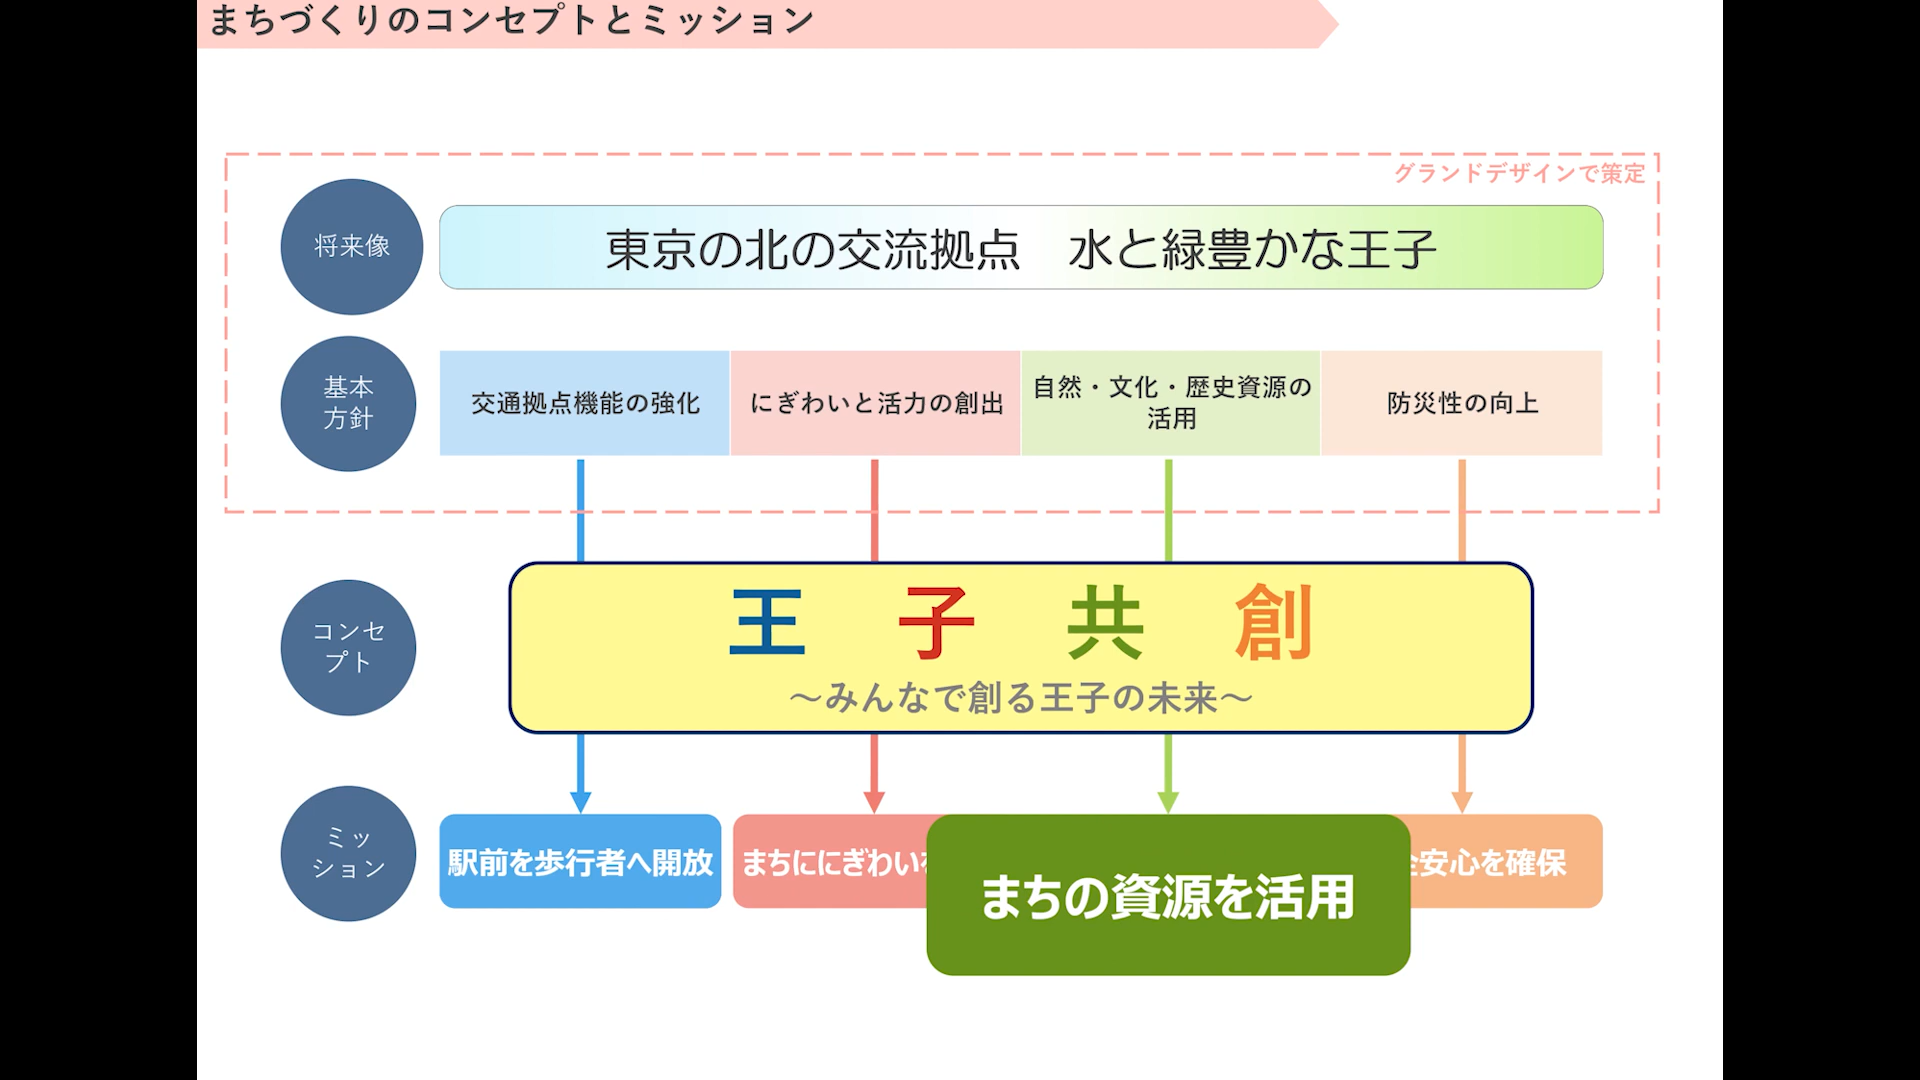 まちづくりのコンセプトとミッション
グランドデザインで策定
将来像
東京の北の交流拠点　水と緑豊かな王子
基本
方針
交通拠点機能の強化
にぎわいと活力の創出
自然・文化・歴史資源の
活用
防災性の向上
コンセ
プト
王　子　共　創
～みんなで創る王子の未来～
ミッ
ション
駅前を歩行者へ開放
まちににぎわい
まちの資源を活用
安心を確保